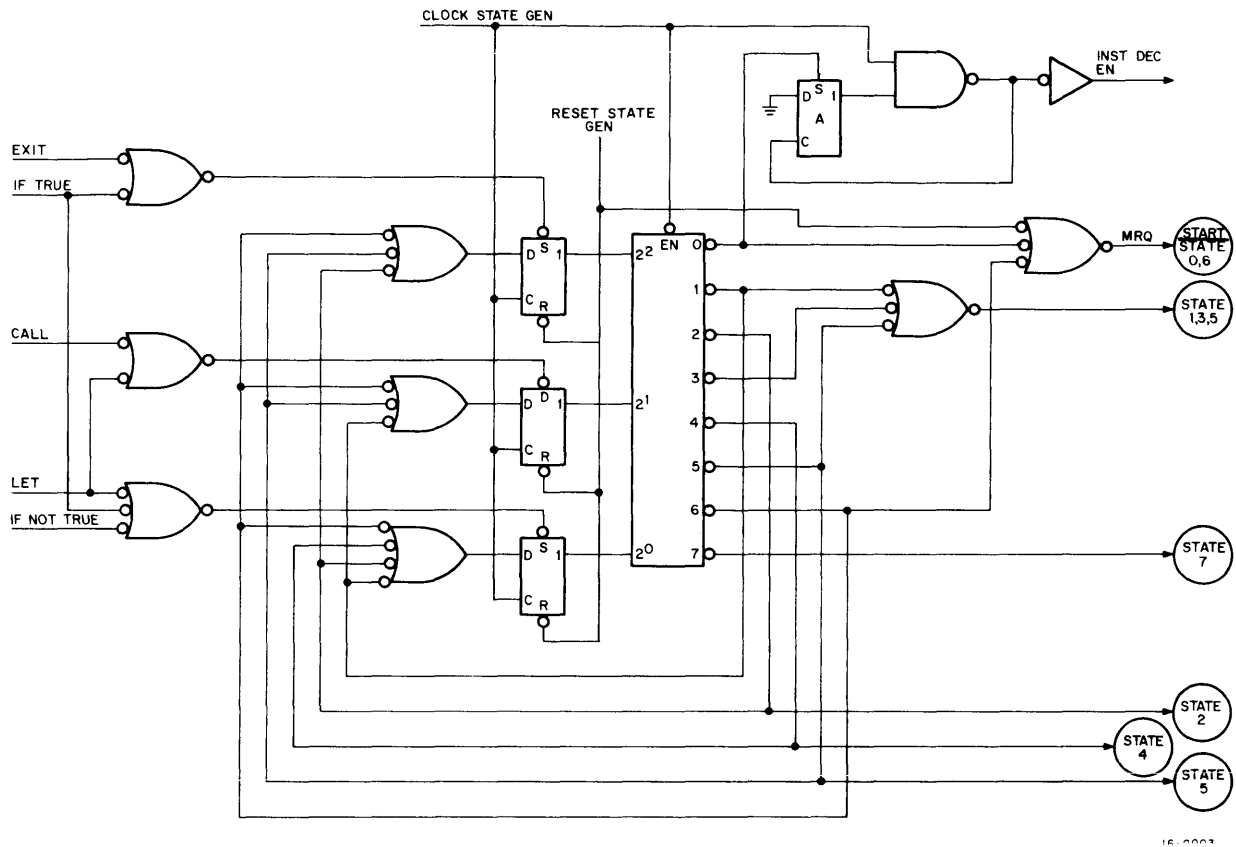 CLOCK STATE GEN
INST DEC
EN
D S 1
A
C
RESET STATE
GEN
EXIT
IF TRUE
EN
0
D S 1
C
R
2²
MRQ
START
STATE
0,6
1
STATE
1,3,5
2
CALL
3
D
D 1
C
R
2¹
4
5
LET
IF NOT TRUE
6
S
D 1
C
R
2⁰
7
STATE
7
STATE
2
STATE
4
STATE
5